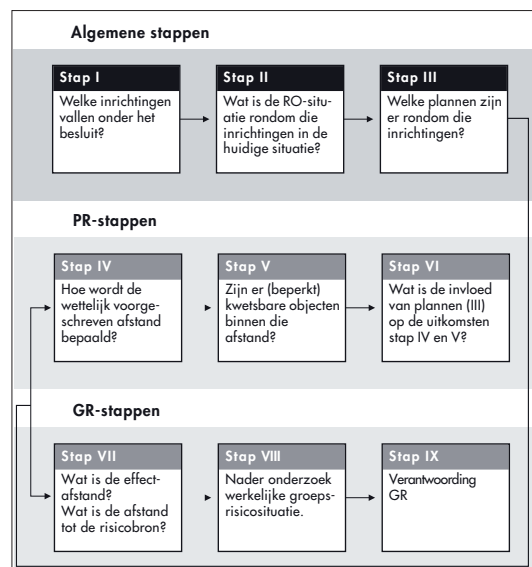 Algemene stappen
Stap I
Welke inrichtingen
vallen onder het
besluit?
Stap II
Wat is de RO-situ-
atie rondom die
inrichtingen in de
huidige situatie?
Stap III
Welke plannen zijn
er rondom die
inrichtingen?
PR-stappen
Stap IV
Hoe wordt de
wettelijk voorge-
schreven afstand
bepaald?
Stap V
Zijn er (beperkt)
kwetsbare objecten
binnen die
afstand?
Stap VI
Wat is de invloed
van plannen (III)
op de uitkomsten
stap IV en V?
GR-stappen
Stap VII
Wat is de effect-
afstand?
Wat is de afstand
tot de risicobron?
Stap VIII
Nader onderzoek
werkelijke groeps-
risicosituatie.
Stap IX
Verantwoording
GR